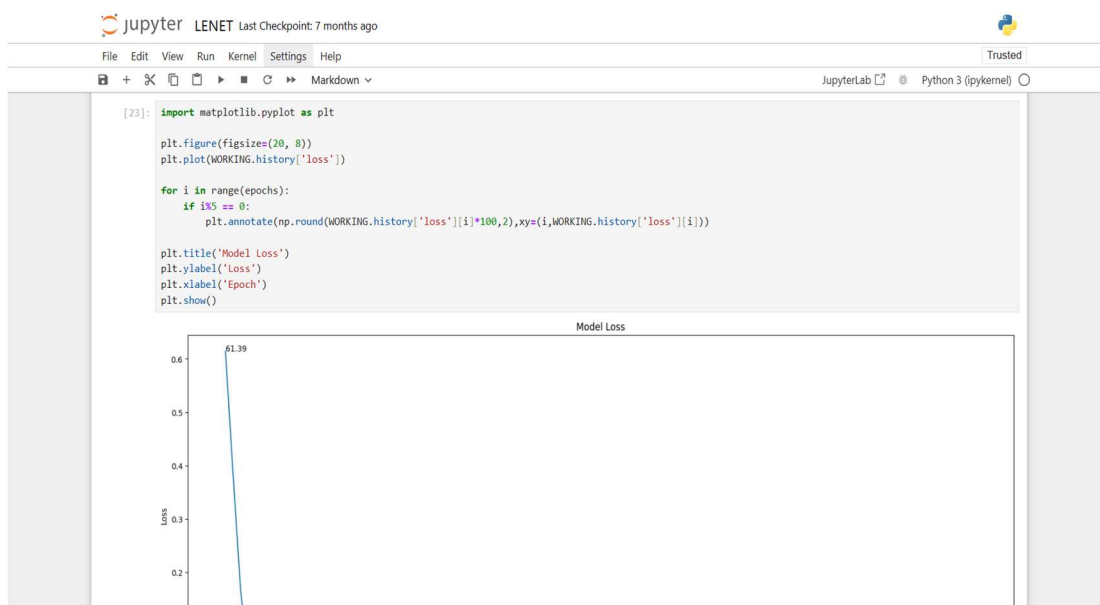 jupyter LENET Last Checkpoint: 7 months ago
File Edit View Run Kernel Settings Help
Trusted
Markdown
JupyterLab
Python 3 (ipykernel)
[23]: import matplotlib.pyplot as plt
plt.figure(figsize=(20, 8))
plt.plot(WORKING.history['loss'])
for i in range(epochs):
if i%5 == 0:
plt.annotate(np.round(WORKING.history['loss'][i]*100,2),xy=(i,WORKING.history['loss'][i]))
plt.title('Model Loss')
plt.ylabel('Loss')
plt.xlabel('Epoch')
plt.show()
Model Loss
61.39
0.6
0.5
0.4
Loss
0.3
0.2